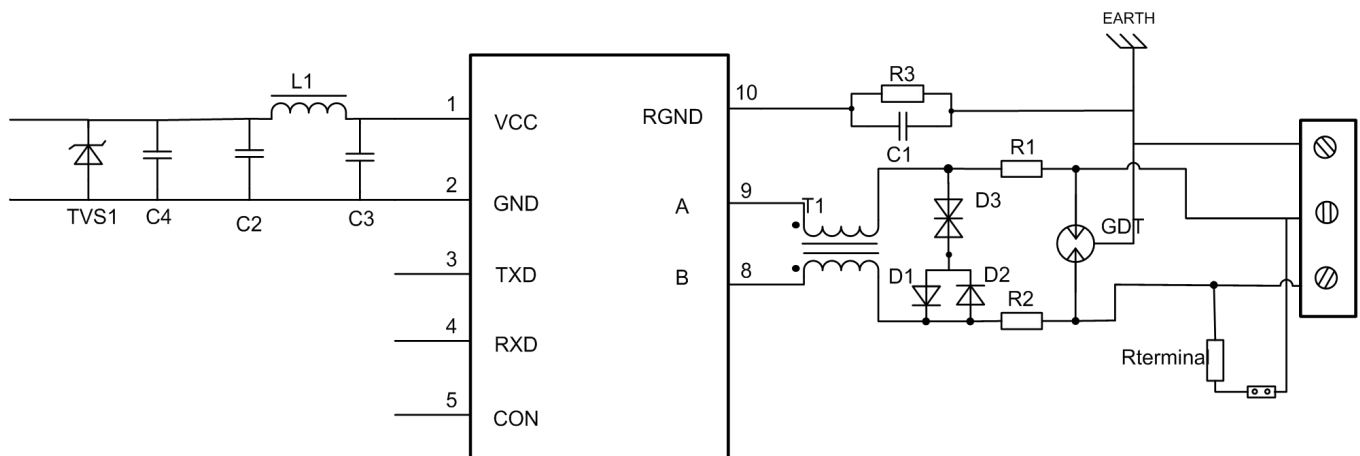 EARTH
L1
R3
10
1
VCC
RGND
C1
R1
2
9
T1
D3
TVS1
C4
C2
C3
GND
A
GDT
3
8
TXD
B
D1
D2
R2
4
RXD
Rterminal
5
CON